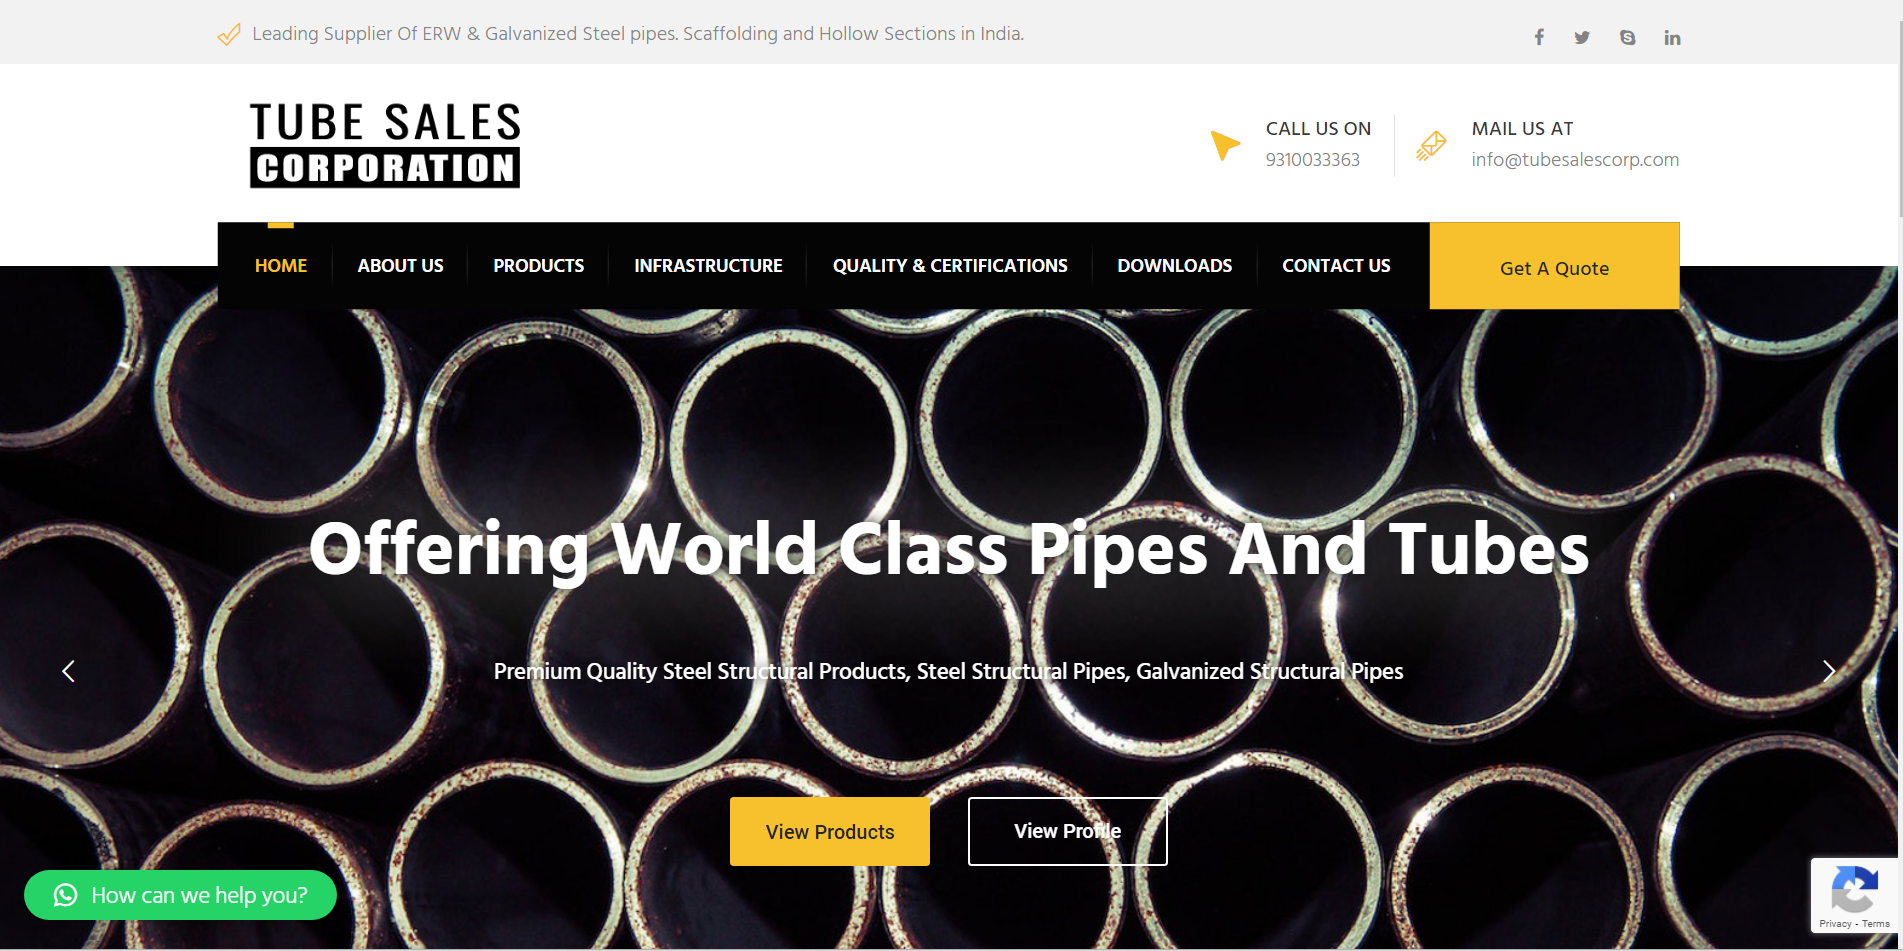 Leading Supplier Of ERW & Galvanized Steel pipes. Scaffolding and Hollow Sections in India.
TUBE SALES
CORPORATION
CALL US ON
9310033363
MAIL US AT
info@tubesalescorp.com
HOME
ABOUT US
PRODUCTS
INFRASTRUCTURE
QUALITY & CERTIFICATIONS
DOWNLOADS
CONTACT US
Get A Quote
Offering World Class Pipes And Tubes
Premium Quality Steel Structural Products, Steel Structural Pipes, Galvanized Structural Pipes
View Products
View Profile
How can we help you?
Privacy - Terms